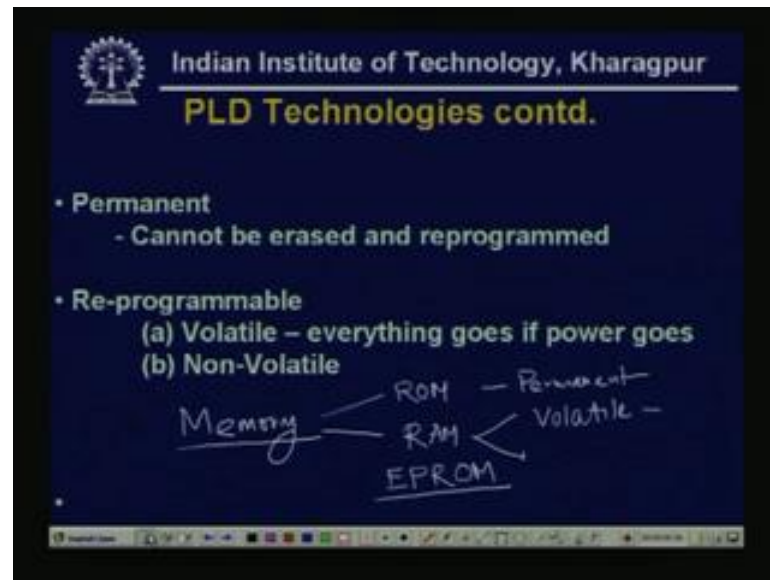 Indian Institute of Technology, Kharagpur
PLD Technologies contd.
• Permanent
- Cannot be erased and reprogrammed
• Re-programmable
(a) Volatile – everything goes if power goes
(b) Non-Volatile
ROM – Permanent
Memory
RAM Volatile –
EPROM